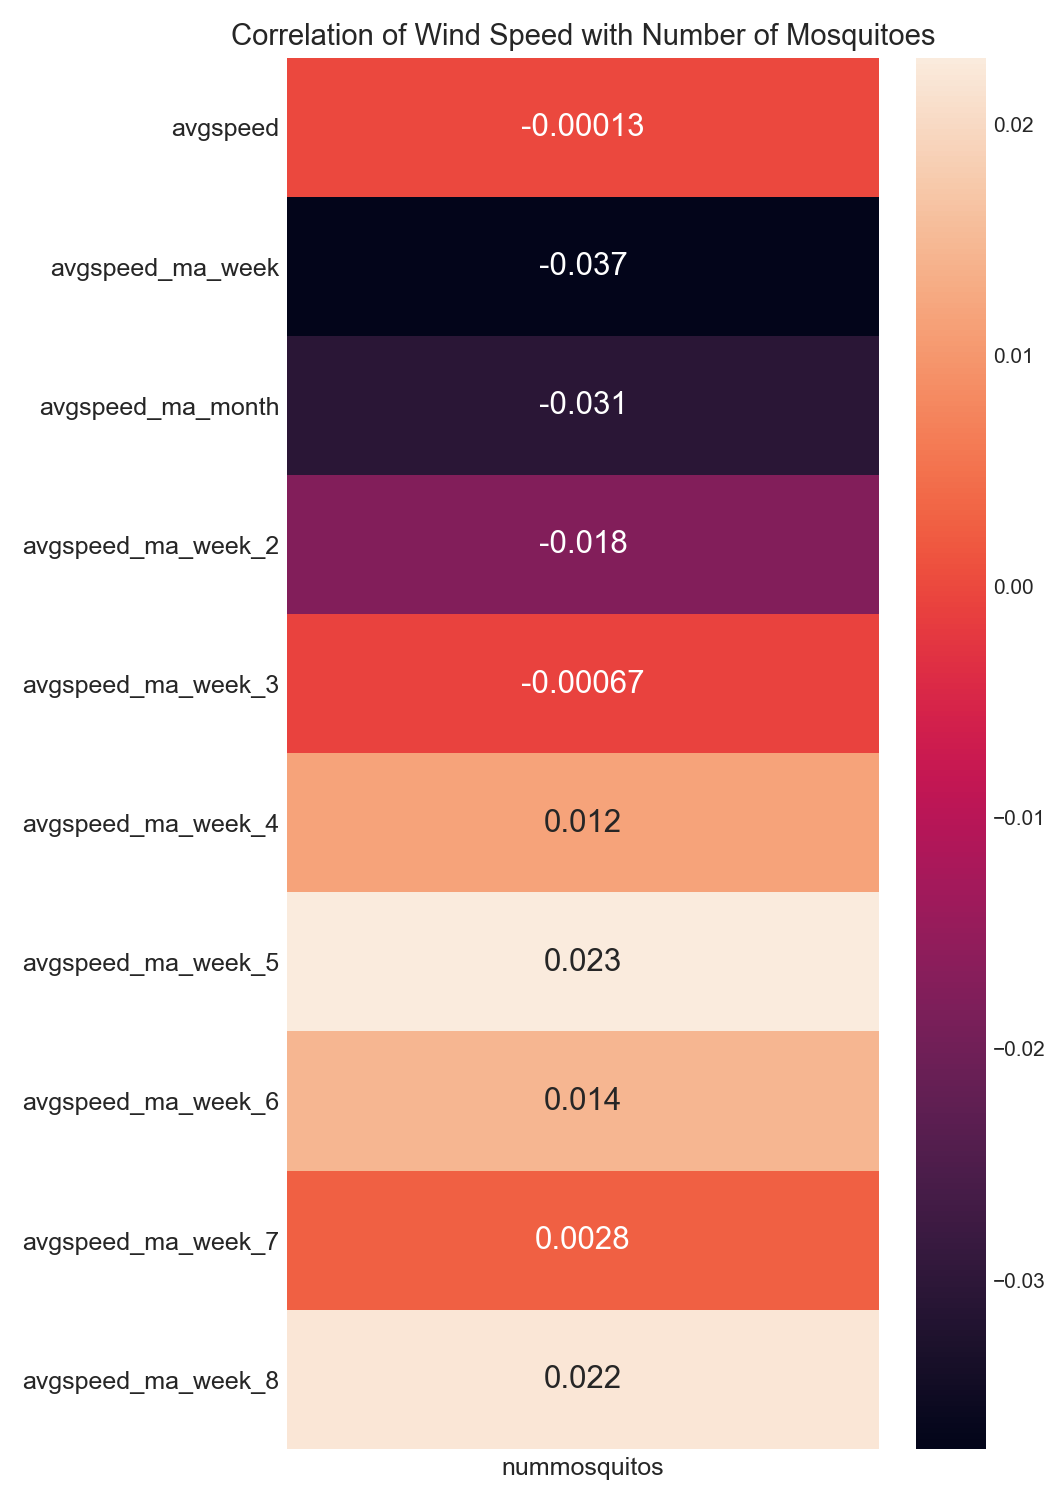 Correlation of Wind Speed with Number of Mosquitoes
avgspeed
-0.00013
avgspeed_ma_week
-0.037
avgspeed_ma_month
-0.031
avgspeed_ma_week_2
-0.018
avgspeed_ma_week_3
-0.00067
avgspeed_ma_week_4
0.012
avgspeed_ma_week_5
0.023
avgspeed_ma_week_6
0.014
avgspeed_ma_week_7
0.0028
avgspeed_ma_week_8
0.022
nummosquitos
0.02
0.01
0.00
−0.01
−0.02
−0.03